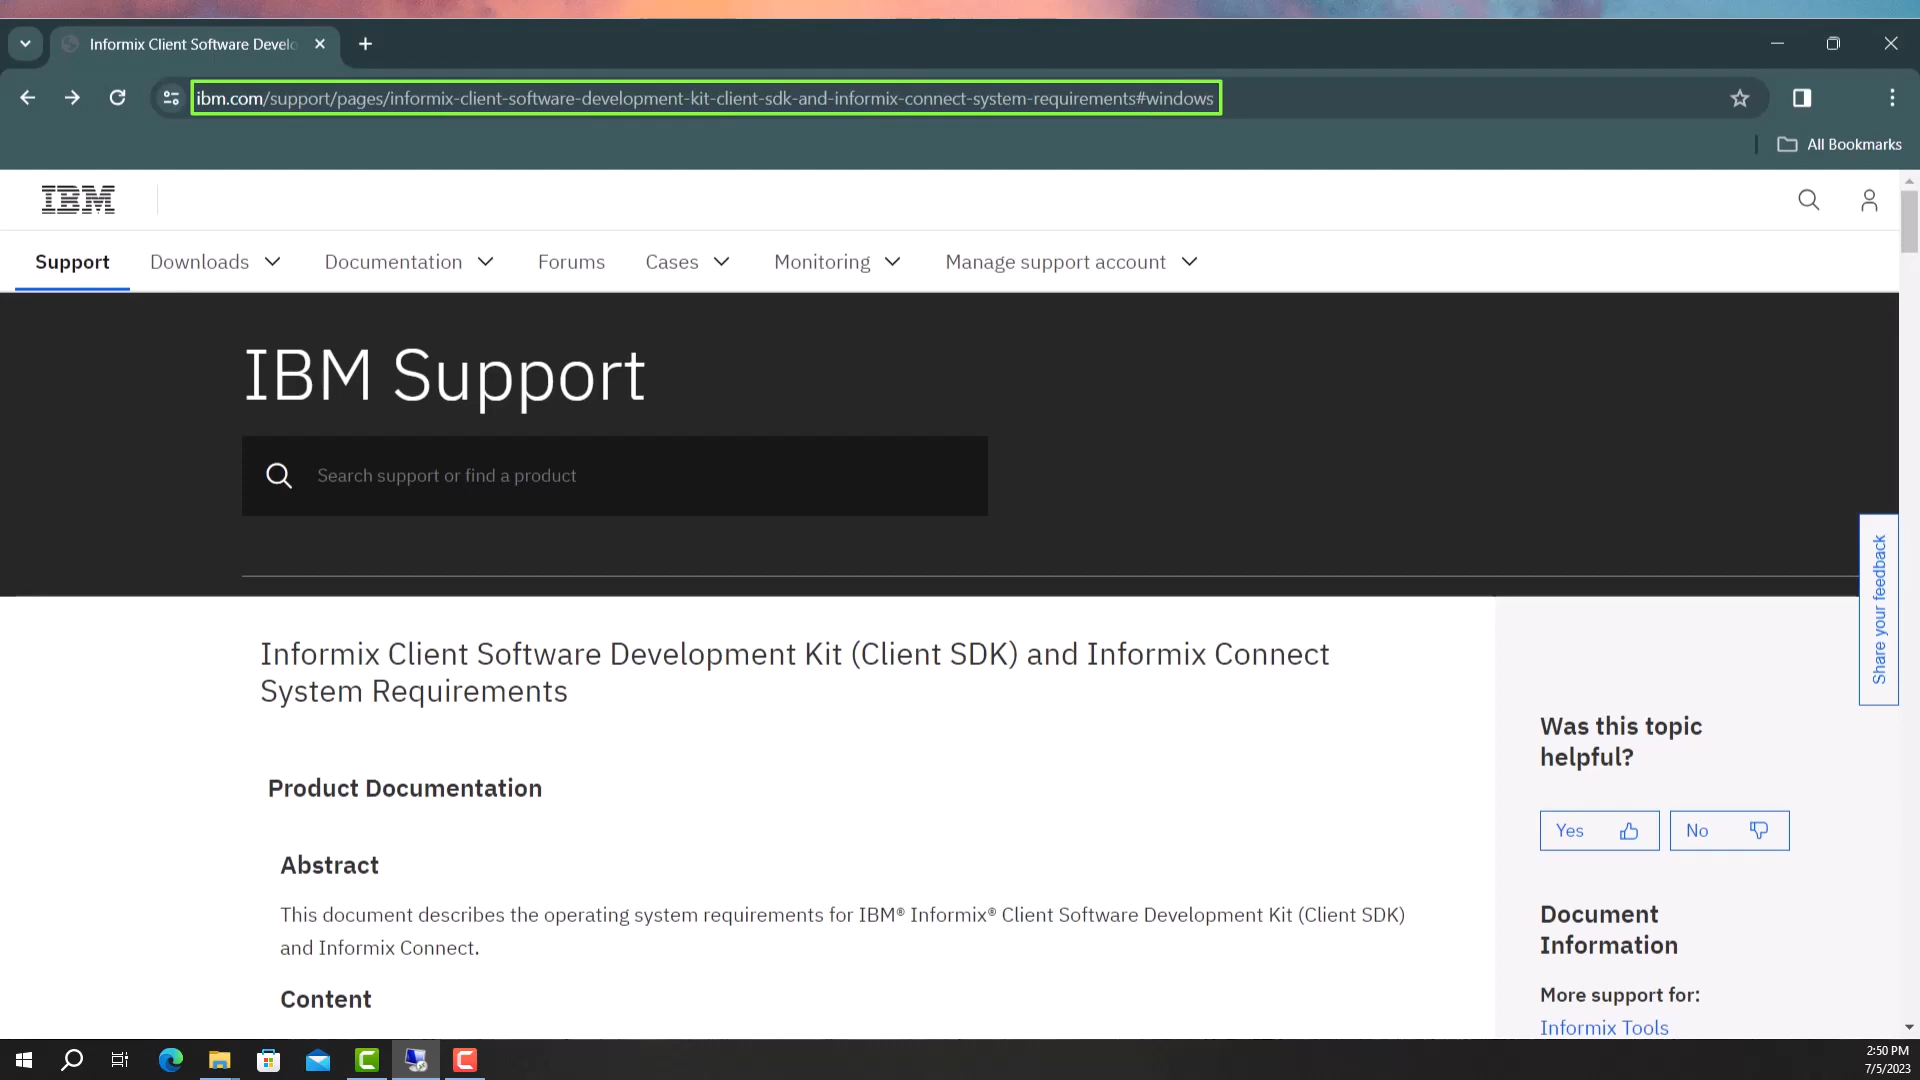 Informix Client Software Develo
ibm.com/support/pages/informix-client-software-development-kit-client-sdk-and-informix-connect-system-requirements#windows
All Bookmarks
IBM
Support Downloads Documentation Forums Cases Monitoring Manage support account
IBM Support
Search support or find a product
Share your feedback
Informix Client Software Development Kit (Client SDK) and Informix Connect
System Requirements
Product Documentation
Abstract
This document describes the operating system requirements for IBM® Informix® Client Software Development Kit (Client SDK)
and Informix Connect.
Content
Was this topic
helpful?
Yes No
Document
Information
More support for:
Informix Tools
2:50 PM
7/5/2023